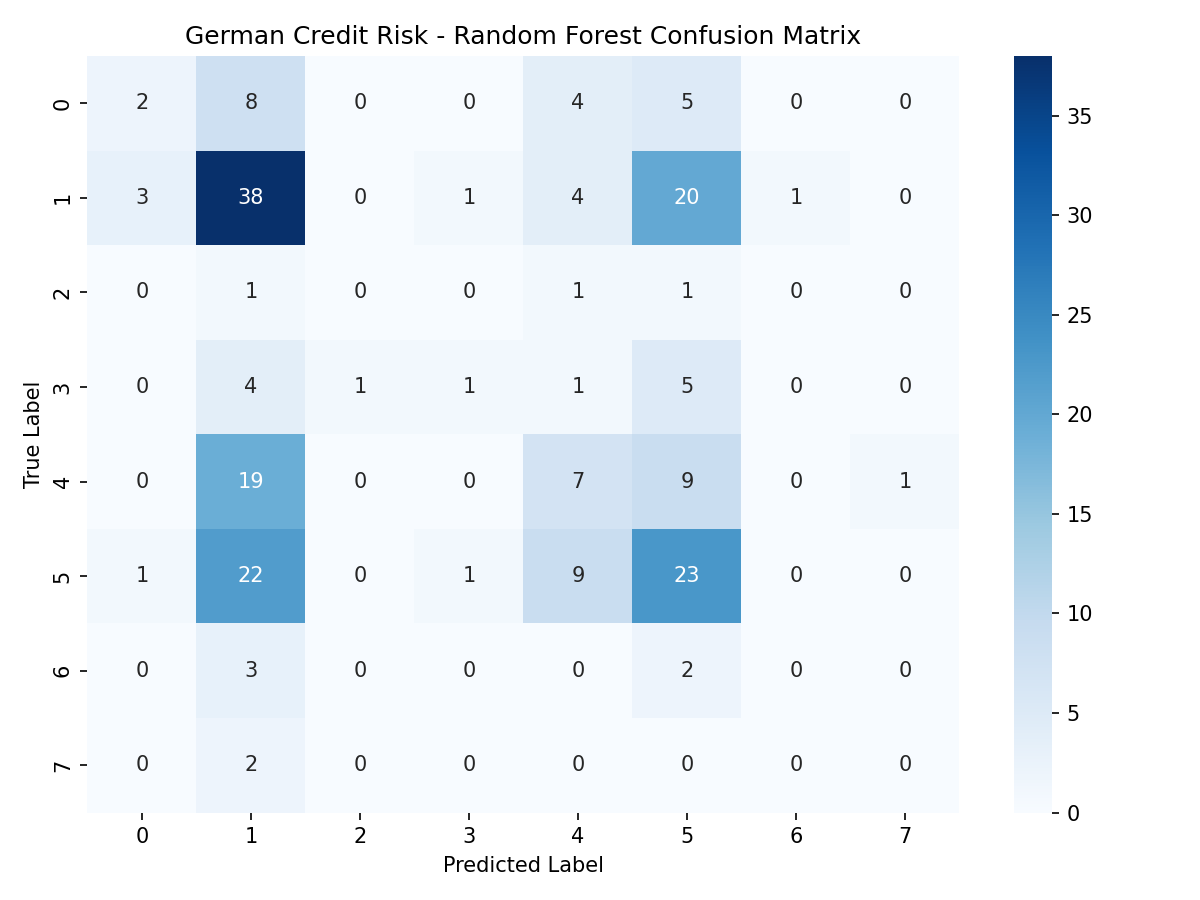 German Credit Risk - Random Forest Confusion Matrix
0 2 8 0 0 4 5 0 0
1 3 38 0 1 4 20 1 0
2 0 1 0 0 1 1 0 0
3 0 4 1 1 1 5 0 0
4 0 19 0 0 7 9 0 1
5 1 22 0 1 9 23 0 0
6 0 3 0 0 0 2 0 0
7 0 2 0 0 0 0 0 0
0 1 2 3 4 5 6 7
True Label
Predicted Label
35
30
25
20
15
10
5
0